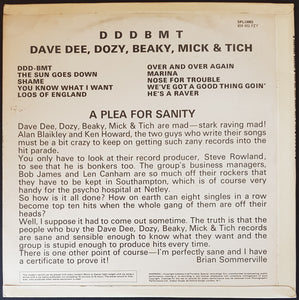 D D D B M T
DAVE DEE, DOZY, BEAKY, MICK & TICH
DDD-BMT
THE SUN GOES DOWN
SHAME
YOU KNOW WHAT I WANT
LOOS OF ENGLAND
OVER AND OVER AGAIN
MARINA
NOSE FOR TROUBLE
WE'VE GOT A GOOD THING GOIN'
HE'S A RAVER
A PLEA FOR SANITY
Dave Dee, Dozy, Beaky, Mick & Tich are mad—stark raving mad!
Alan Blaikley and Ken Howard, the two guys who write their songs
must be a bit crazy to keep on getting such zany records into the
hit parade.
You only have to look at their record producer, Steve Rowland,
to see that he is bonkers too. The group's business managers,
Bob James and Len Canham are so much off their rockers that
they have to be kept in Southampton, which is of course very
handy for the psycho hospital at Netley.
So how is it all done? How on earth can eight singles in a row
become top ten hits when the whole gang of them are off their
heads?
Well, I suppose it had to come out sometime. The truth is that the
people who buy the Dave Dee, Dozy, Beaky, Mick & Tich records
are sane and sensible enough to know what they want and the
group is stupid enough to produce hits every time.
There is one other point of course—I'm perfectly sane and I have
a certificate to prove it!
Brian Sommerville